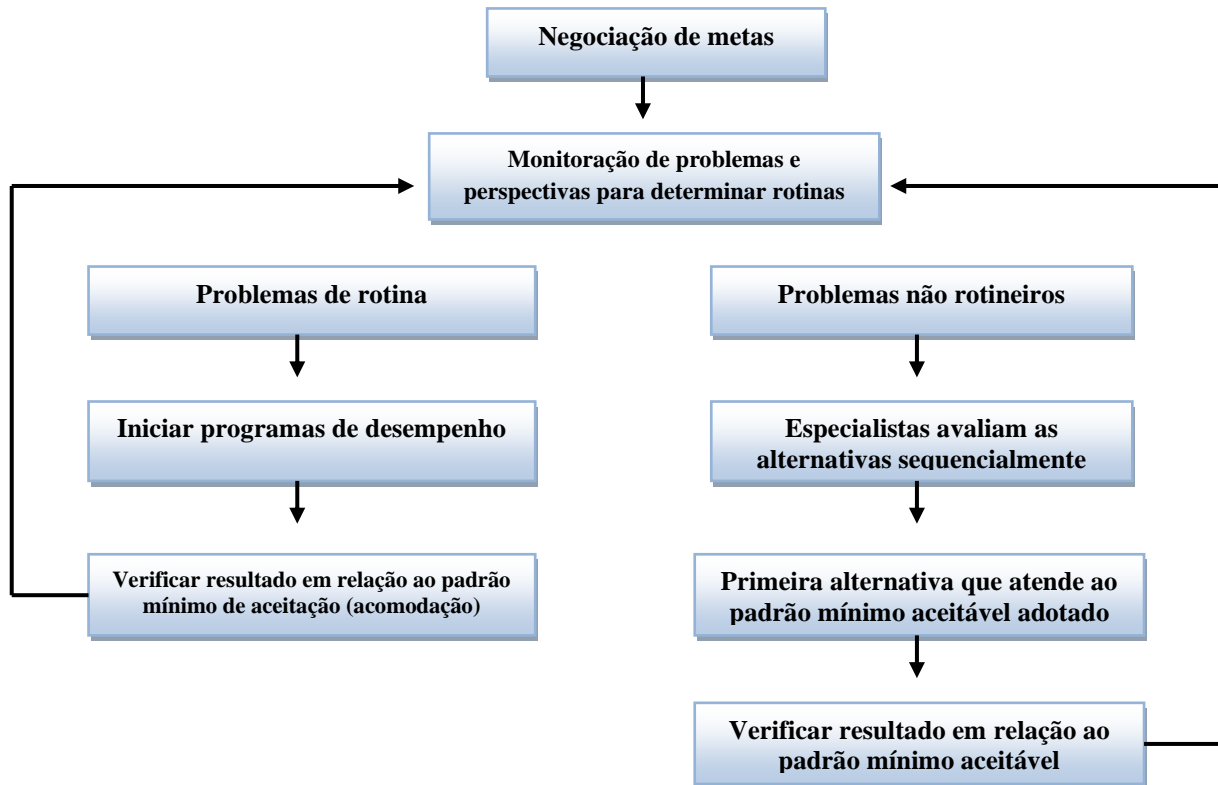 Negociação de metas
Monitoração de problemas e
perspectivas para determinar rotinas
Problemas de rotina
Iniciar programas de desempenho
Verificar resultado em relação ao padrão
mínimo de aceitação (acomodação)
Problemas não rotineiros
Especialistas avaliam as
alternativas sequencialmente
Primeira alternativa que atende ao
padrão mínimo aceitável adotado
Verificar resultado em relação ao
padrão mínimo aceitável